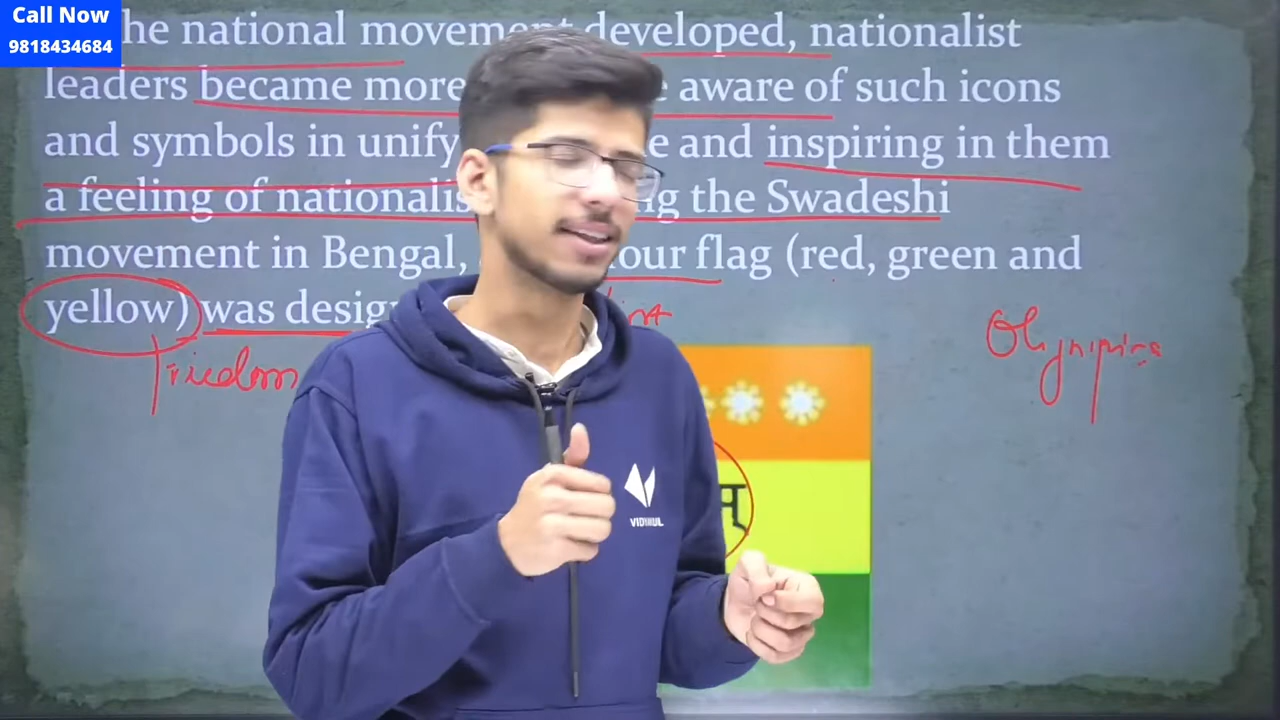 Call Now
9818434684
he national movement developed, nationalist
leaders became more e aware of such icons
and symbols in unify e and inspiring in them
a feeling of nationalis ng the Swadeshi
movement in Bengal, our flag (red, green and
yellow) was desig
म्
VIDYAKUL